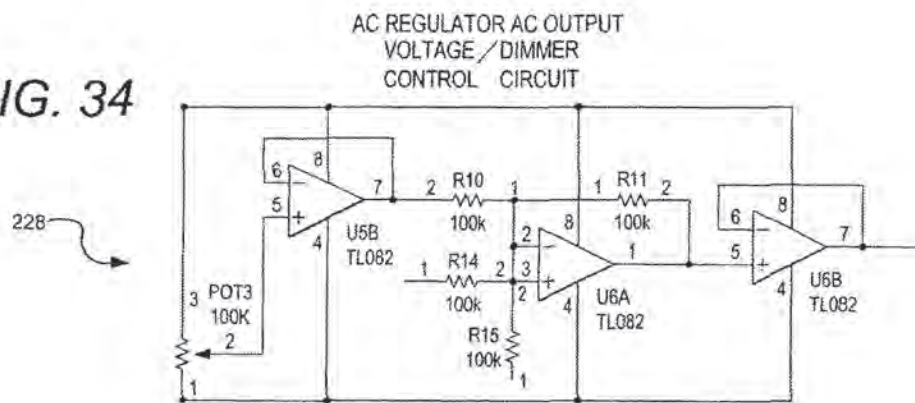 AC REGULATOR AC OUTPUT
VOLTAGE/DIMMER
CONTROL CIRCUIT
IG. 34
228
3
POT3
100K
2
1
6
5
8
7
4
U5B
TL082
2
R10
1
100k
1
R14
2
100k
2
R15
100k
1
1
R11
2
100k
2
3
8
1
4
U6A
TL082
6
5
8
7
4
U6B
TL082